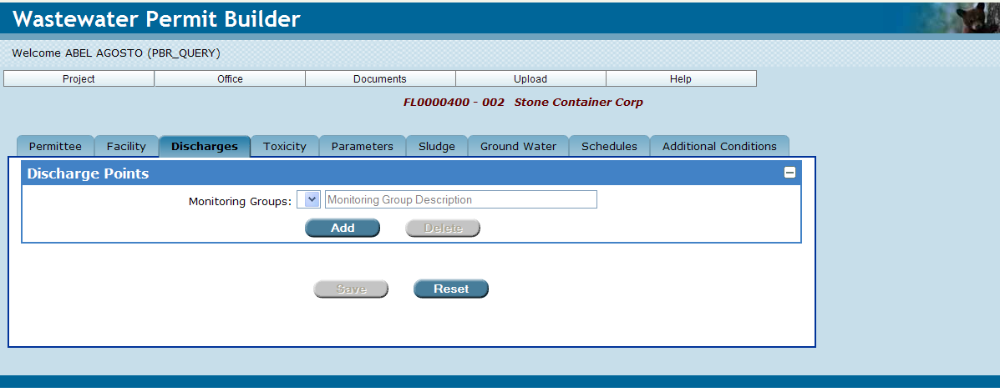 Wastewater Permit Builder
Welcome ABEL AGOSTO (PBR_QUERY)
Project Office Documents Upload Help
FL0000400 - 002 Stone Container Corp
Permittee Facility Discharges Toxicity Parameters Sludge Ground Water Schedules Additional Conditions
Discharge Points
Monitoring Groups: Monitoring Group Description
Add Delete
Save Reset